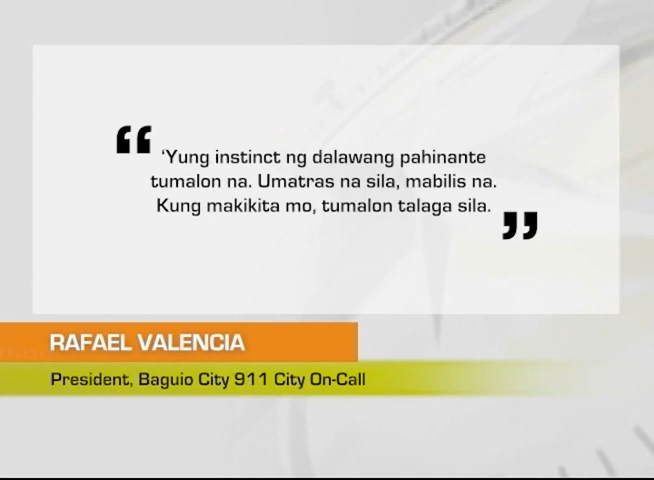 “ ‘Yung instinct ng dalawang pahinante
tumalon na. Umatras na sila, mabilis na.
Kung makikita mo, tumalon talaga sila. ”
RAFAEL VALENCIA
President, Baguio City 911 City On-Call